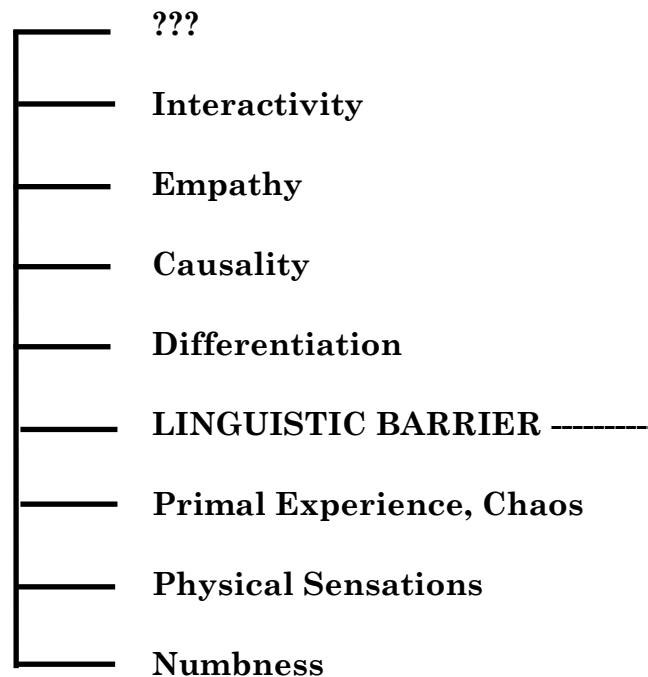 ???
Interactivity
Empathy
Causality
Differentiation
LINGUISTIC BARRIER ---------
Primal Experience, Chaos
Physical Sensations
Numbness